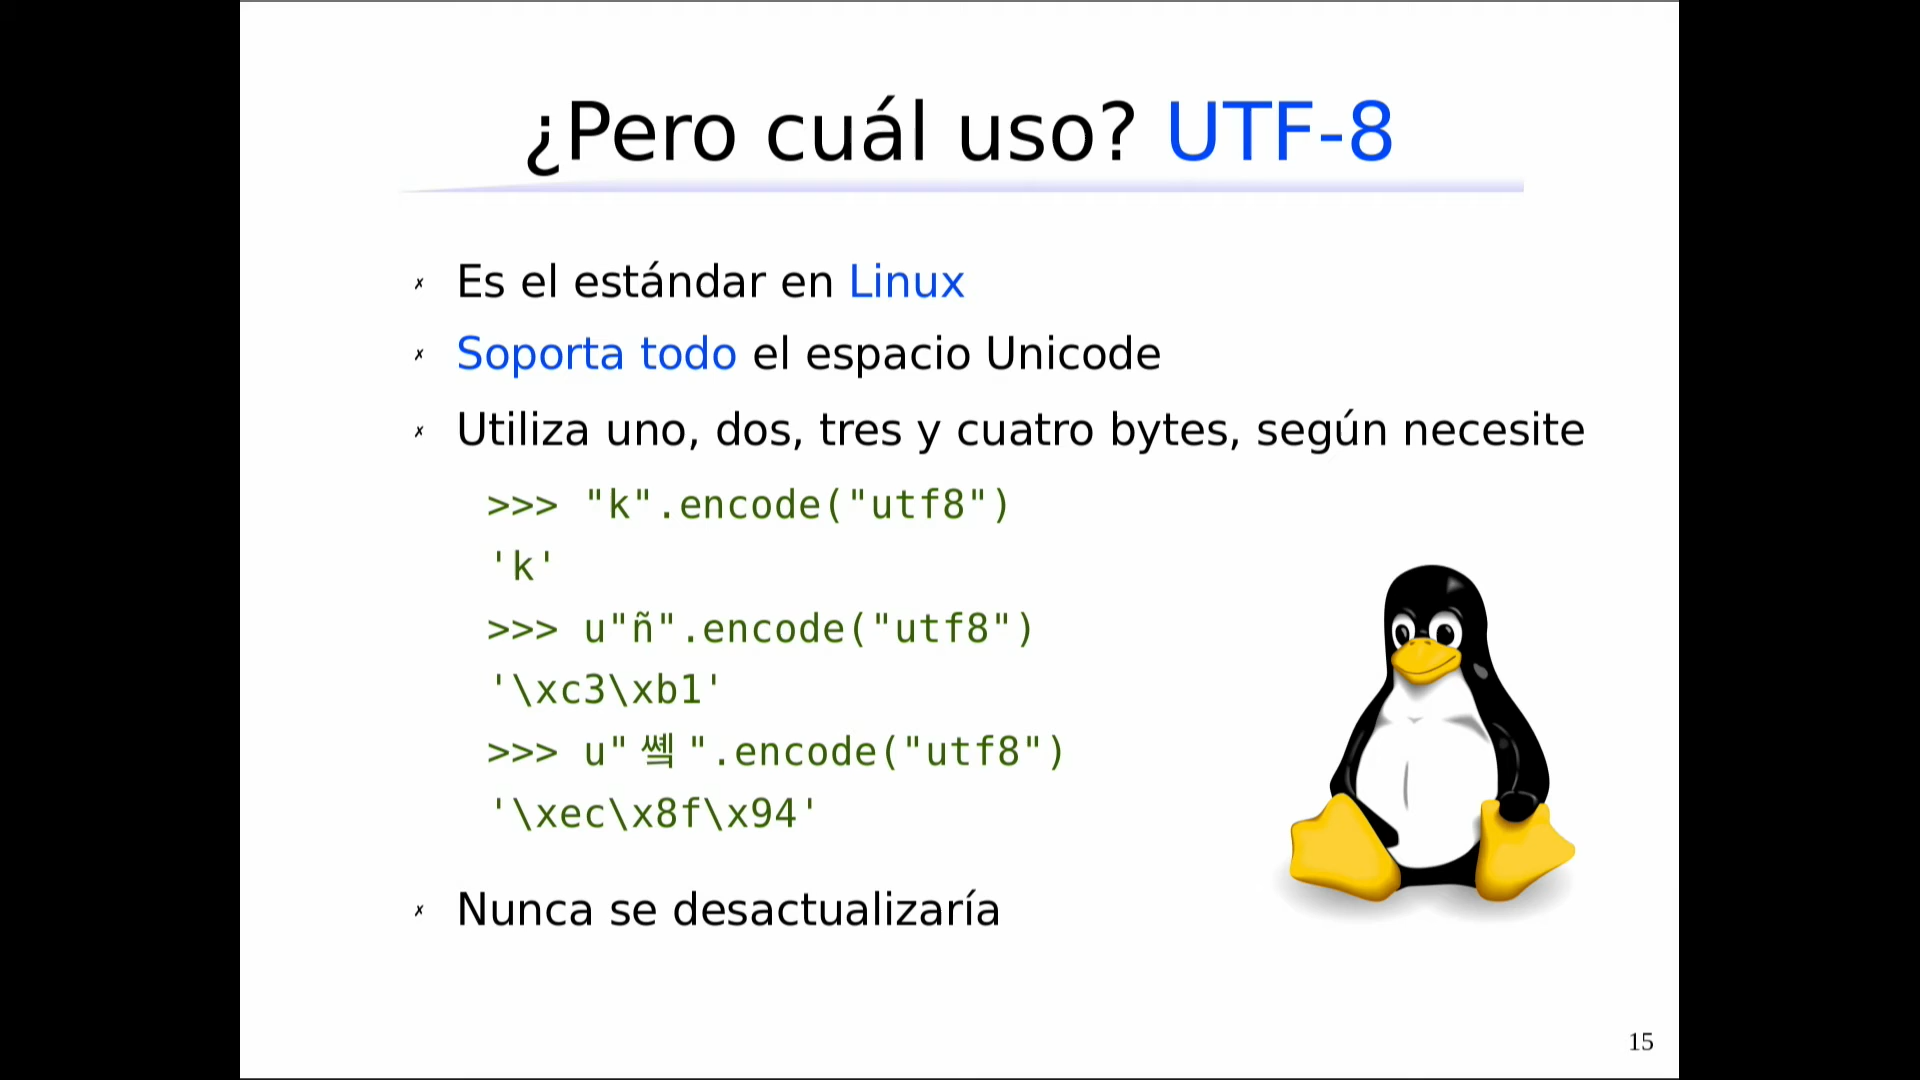 ¿Pero cuál uso? UTF-8
✗ Es el estándar en Linux
✗ Soporta todo el espacio Unicode
✗ Utiliza uno, dos, tres y cuatro bytes, según necesite
>>> "k".encode("utf8")
'k'
>>> u"ñ".encode("utf8")
'\xc3\xb1'
>>> u" 쏔 ".encode("utf8")
'\xec\x8f\x94'
✗ Nunca se desactualizaría
15